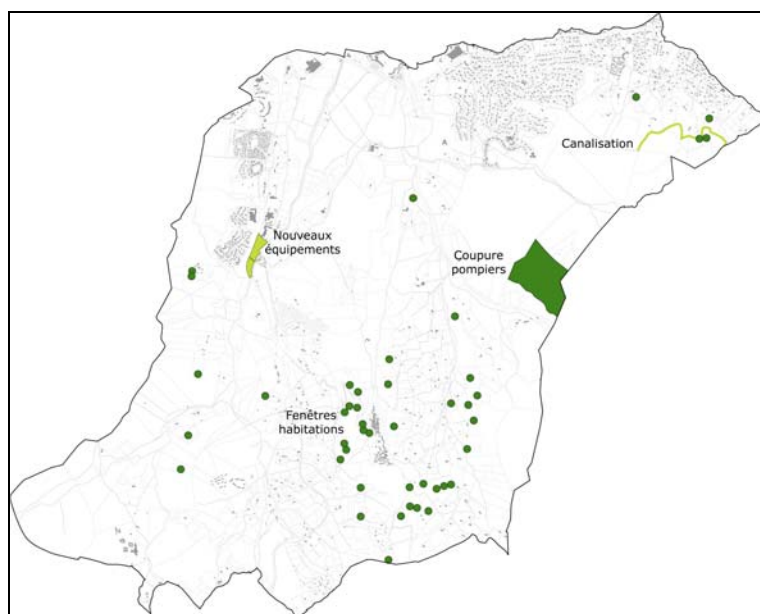 Canalisation
Nouveaux
équipements
Coupure
pompiers
Fenêtres
habitations